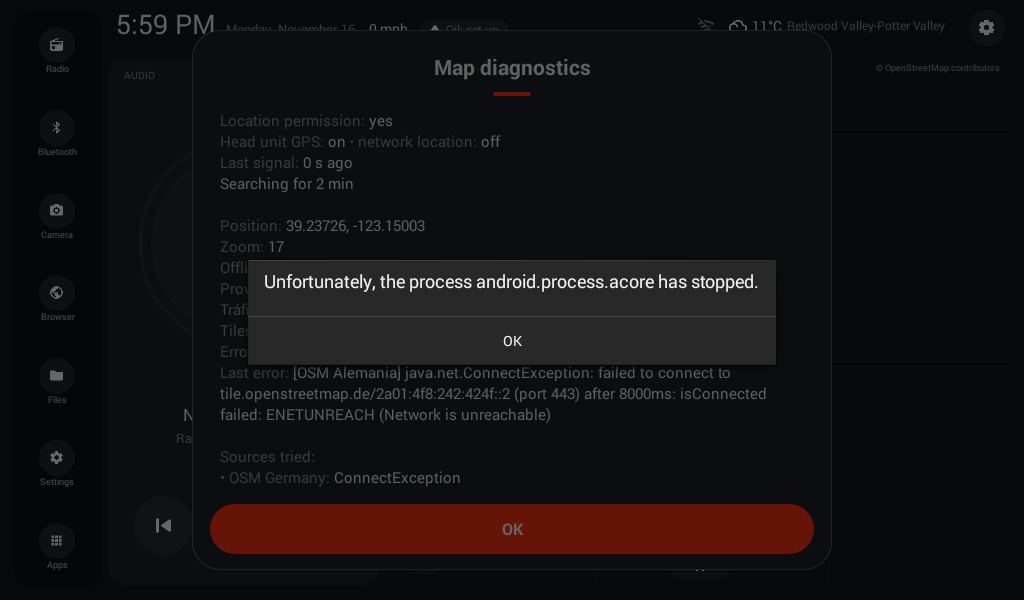 5:59 PM
Monday, November 16
0 mph
Oil: set up
11°C Redwood Valley-Potter Valley
© OpenStreetMap contributors
Radio
Bluetooth
Camera
Browser
Files
Settings
Apps
AUDIO
Map diagnostics
Location permission: yes
Head unit GPS: on · network location: off
Last signal: 0 s ago
Searching for 2 min
Position: 39.23726, -123.15003
Zoom: 17
Unfortunately, the process android.process.acore has stopped.
OK
Last error: [OSM Alemania] java.net.ConnectException: failed to connect to
tile.openstreetmap.de/2a01:4f8:242:424f::2 (port 443) after 8000ms: isConnected
failed: ENETUNREACH (Network is unreachable)
Sources tried:
• OSM Germany: ConnectException
OK